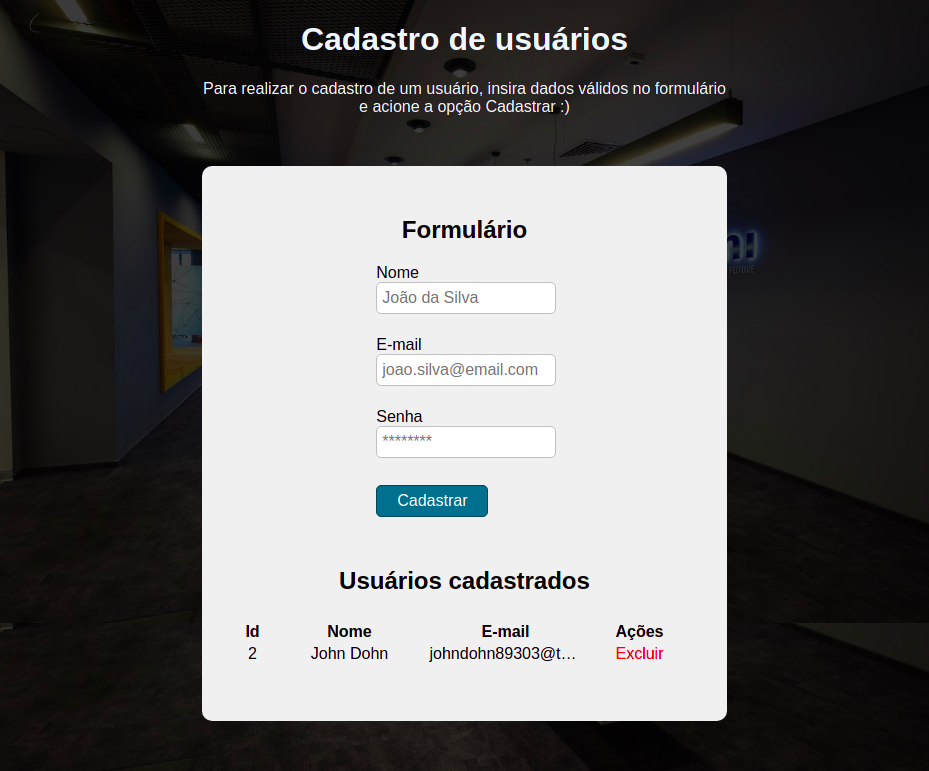 Cadastro de usuários
Para realizar o cadastro de um usuário, insira dados válidos no formulário
e acione a opção Cadastrar :)
FUTURE
Formulário
Nome
João da Silva
E-mail
joao.silva@email.com
Senha
********
Cadastrar
Usuários cadastrados
Id Nome E-mail Ações
2 John Dohn johndohn89303@t… Excluir